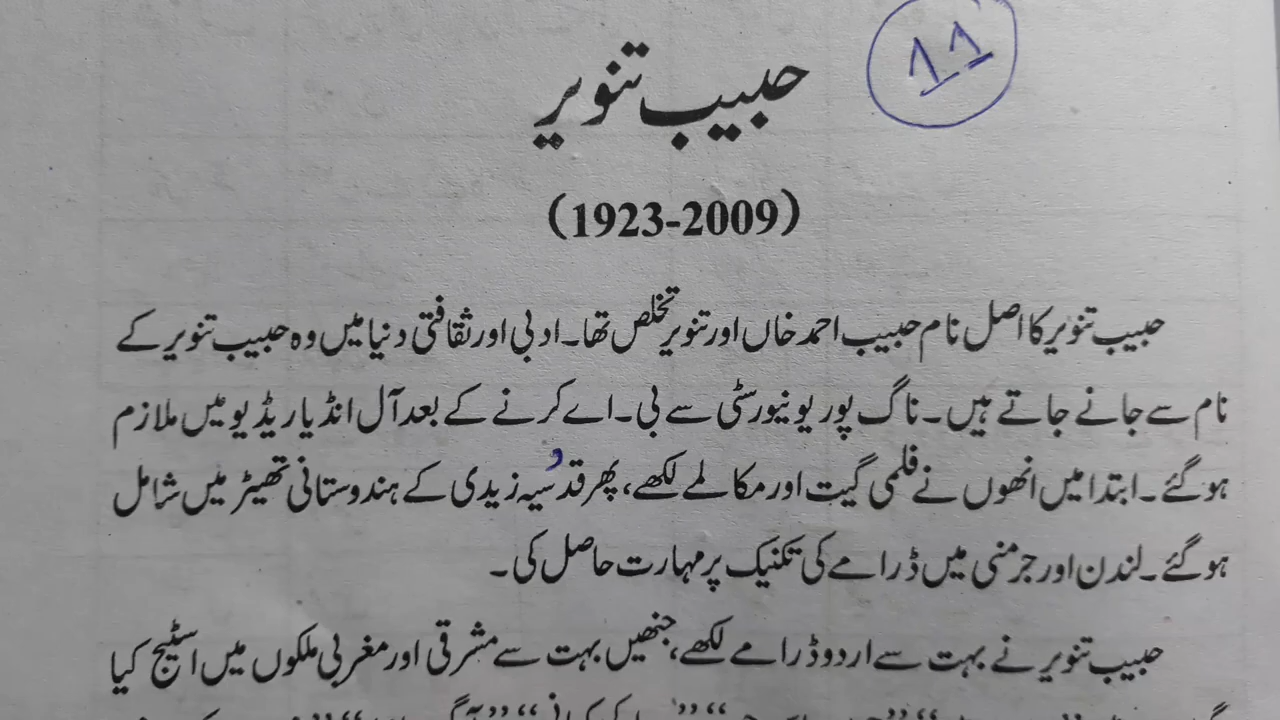 11
حبیب تنویر
(1923-2009)
حبیب تنویر کا اصل نام حبیب احمد خاں اور تنویر تخلص تھا۔ ادبی اور ثقافتی دنیا میں وہ حبیب تنویر کے
نام سے جانے جاتے ہیں۔ ناگ پور یونیورسٹی سے بی۔اے کرنے کے بعد آل انڈیا ریڈیو میں ملازم
ہو گئے۔ ابتدا میں انھوں نے فلمی گیت اور مکالمے لکھے، پھر قدسُیہ زیدی کے ہندوستانی تھیٹر میں شامل
ہو گئے۔ لندن اور جرمنی میں ڈرامے کی تکنیک پر مہارت حاصل کی۔
حبیب تنویر نے بہت سے اردو ڈرامے لکھے، جنھیں بہت سے مشرقی اور مغربی ملکوں میں اسٹیج کیا